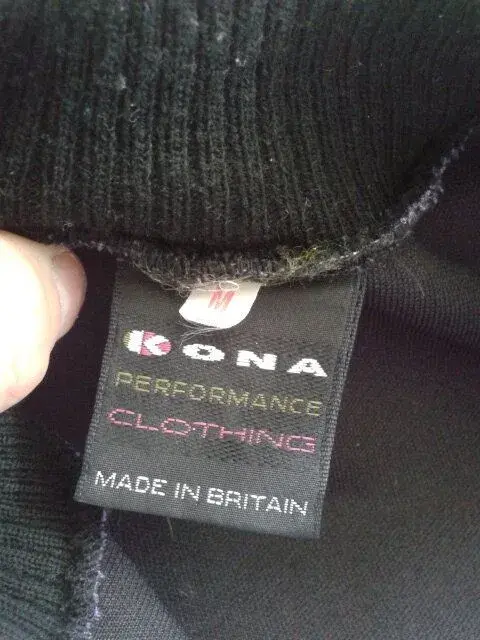 M
KONA
PERFORMANCE
CLOTHING
MADE IN BRITAIN